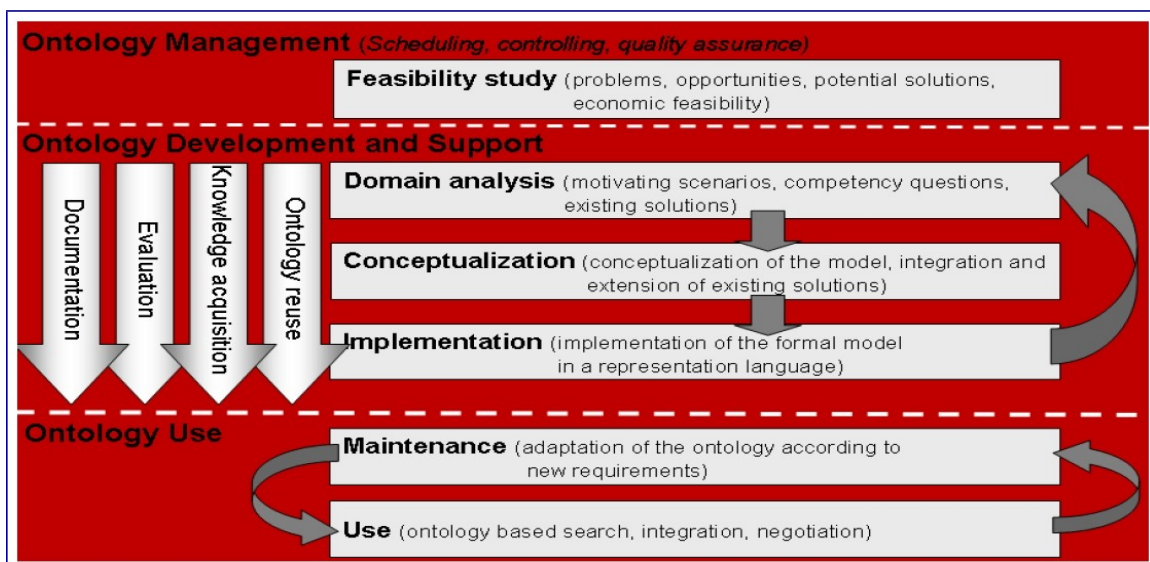 Ontology Management (Scheduling, controlling, quality assurance)
Feasibility study (problems, opportunities, potential solutions,
economic feasibility)
Ontology Development and Support
Documentation
Evaluation
Knowledge acquisition
Ontology reuse
Domain analysis (motivating scenarios, competency questions,
existing solutions)
Conceptualization (conceptualization of the model, integration and
extension of existing solutions)
Implementation (implementation of the formal model
in a representation language)
Ontology Use
Maintenance (adaptation of the ontology according to
new requirements)
Use (ontology based search, integration, negotiation)